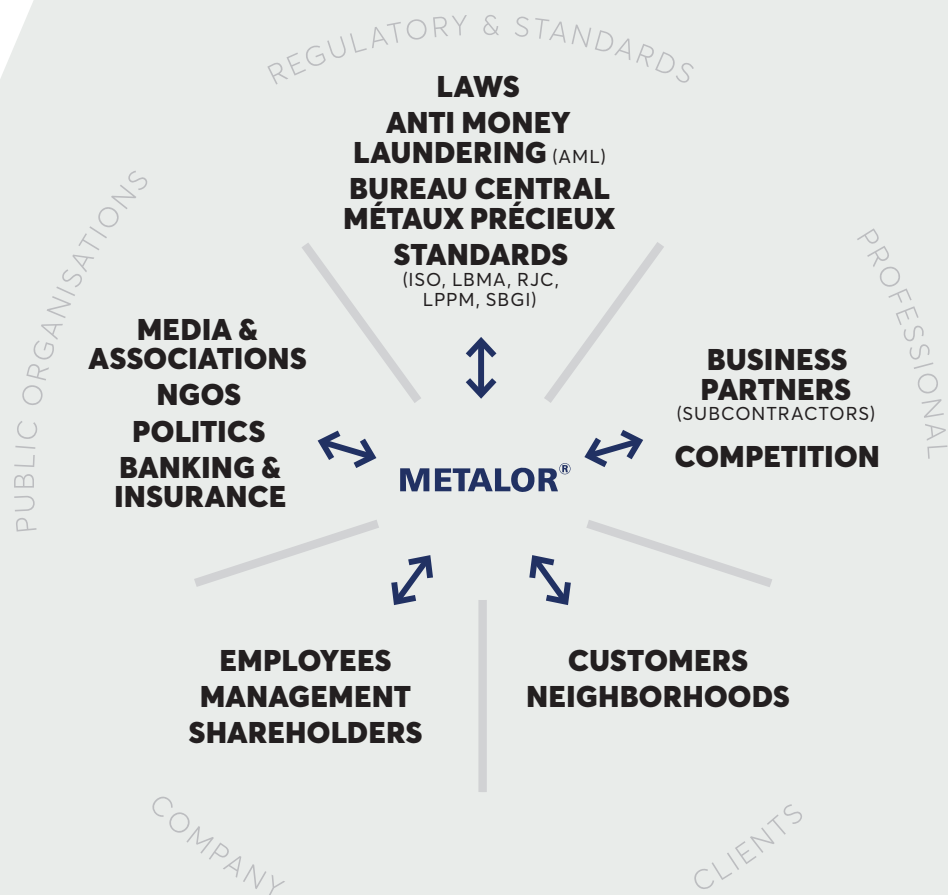 REGULATORY & STANDARDS
LAWS
ANTI MONEY
LAUNDERING (AML)
BUREAU CENTRAL
MÉTAUX PRÉCIEUX
STANDARDS
(ISO, LBMA, RJC,
LPPM, SBGI)
PUBLIC ORGANISATIONS
MEDIA &
ASSOCIATIONS
NGOS
POLITICS
BANKING &
INSURANCE
METALOR®
PROFESSIONAL
BUSINESS
PARTNERS
(SUBCONTRACTORS)
COMPETITION
EMPLOYEES
MANAGEMENT
SHAREHOLDERS
COMPANY
CUSTOMERS
NEIGHBORHOODS
CLIENTS